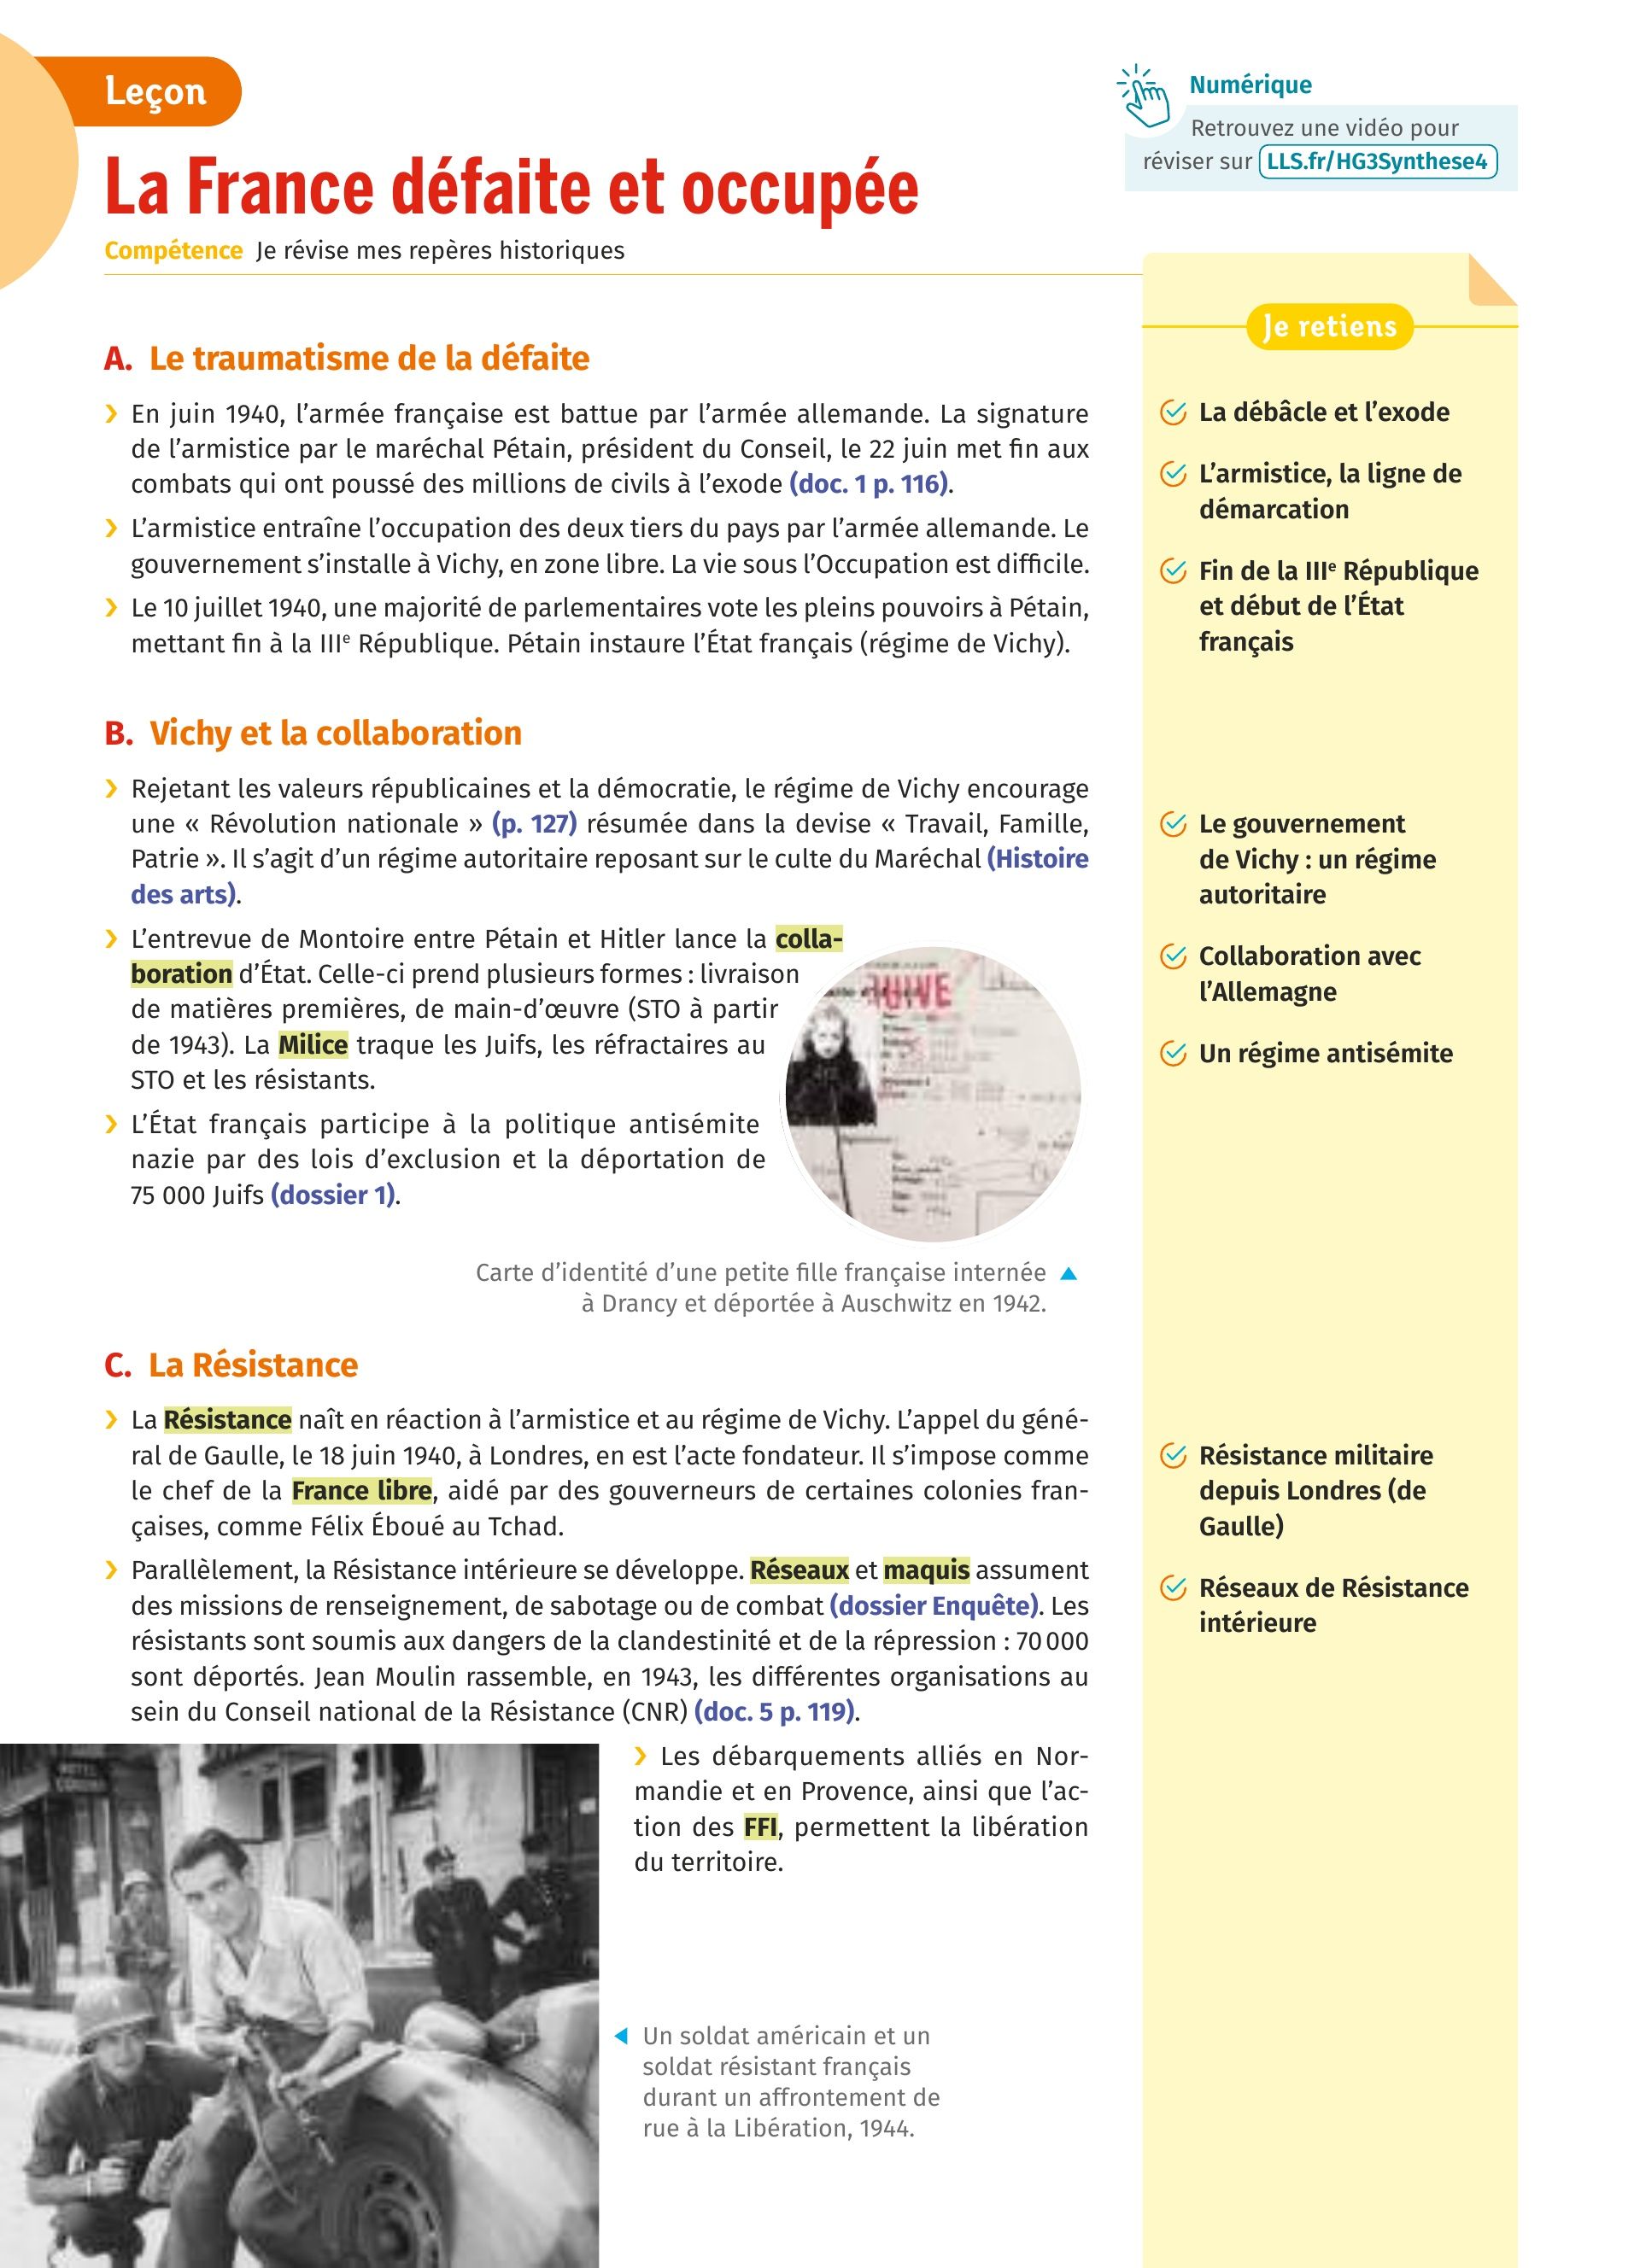 Leçon
Numérique
Retrouvez une vidéo pour
réviser sur LLS.fr/HG3Synthese4
La France défaite et occupée
Compétence Je révise mes repères historiques
A. Le traumatisme de la défaite
› En juin 1940, l’armée française est battue par l’armée allemande. La signature
de l’armistice par le maréchal Pétain, président du Conseil, le 22 juin met fin aux
combats qui ont poussé des millions de civils à l’exode (doc. 1 p. 116).
› L’armistice entraîne l’occupation des deux tiers du pays par l’armée allemande. Le
gouvernement s’installe à Vichy, en zone libre. La vie sous l’Occupation est difficile.
› Le 10 juillet 1940, une majorité de parlementaires vote les pleins pouvoirs à Pétain,
mettant fin à la IIIe République. Pétain instaure l’État français (régime de Vichy).
B. Vichy et la collaboration
› Rejetant les valeurs républicaines et la démocratie, le régime de Vichy encourage
une « Révolution nationale » (p. 127) résumée dans la devise « Travail, Famille,
Patrie ». Il s’agit d’un régime autoritaire reposant sur le culte du Maréchal (Histoire
des arts).
› L’entrevue de Montoire entre Pétain et Hitler lance la colla-
boration d’État. Celle-ci prend plusieurs formes : livraison
de matières premières, de main-d’œuvre (STO à partir
de 1943). La Milice traque les Juifs, les réfractaires au
STO et les résistants.
› L’État français participe à la politique antisémite
nazie par des lois d’exclusion et la déportation de
75 000 Juifs (dossier 1).
JUIVE
Carte d’identité d’une petite fille française internée
à Drancy et déportée à Auschwitz en 1942.
C. La Résistance
› La Résistance naît en réaction à l’armistice et au régime de Vichy. L’appel du géné-
ral de Gaulle, le 18 juin 1940, à Londres, en est l’acte fondateur. Il s’impose comme
le chef de la France libre, aidé par des gouverneurs de certaines colonies fran-
çaises, comme Félix Éboué au Tchad.
› Parallèlement, la Résistance intérieure se développe. Réseaux et maquis assument
des missions de renseignement, de sabotage ou de combat (dossier Enquête). Les
résistants sont soumis aux dangers de la clandestinité et de la répression : 70 000
sont déportés. Jean Moulin rassemble, en 1943, les différentes organisations au
sein du Conseil national de la Résistance (CNR) (doc. 5 p. 119).
› Les débarquements alliés en Nor-
mandie et en Provence, ainsi que l’ac-
tion des FFI, permettent la libération
du territoire.
Un soldat américain et un
soldat résistant français
durant un affrontement de
rue à la Libération, 1944.
Je retiens
La débâcle et l’exode
L’armistice, la ligne de
démarcation
Fin de la IIIe République
et début de l’État
français
Le gouvernement
de Vichy : un régime
autoritaire
Collaboration avec
l’Allemagne
Un régime antisémite
Résistance militaire
depuis Londres (de
Gaulle)
Réseaux de Résistance
intérieure